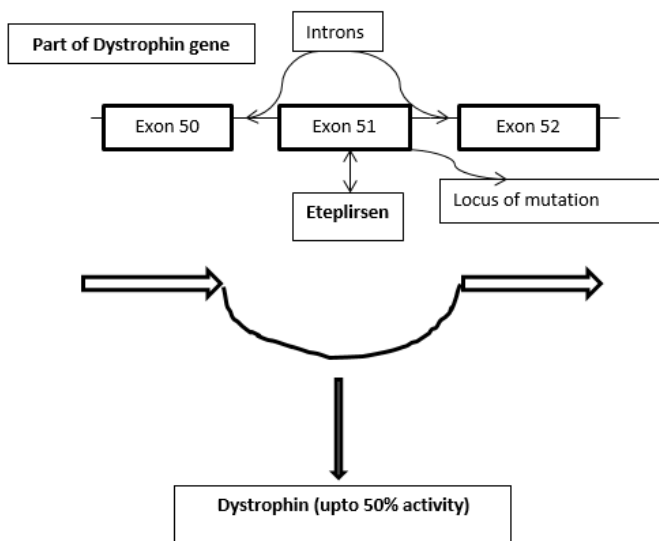 Part of Dystrophin gene
Introns
Exon 50
Exon 51
Exon 52
Eteplirsen
Locus of mutation
Dystrophin (upto 50% activity)